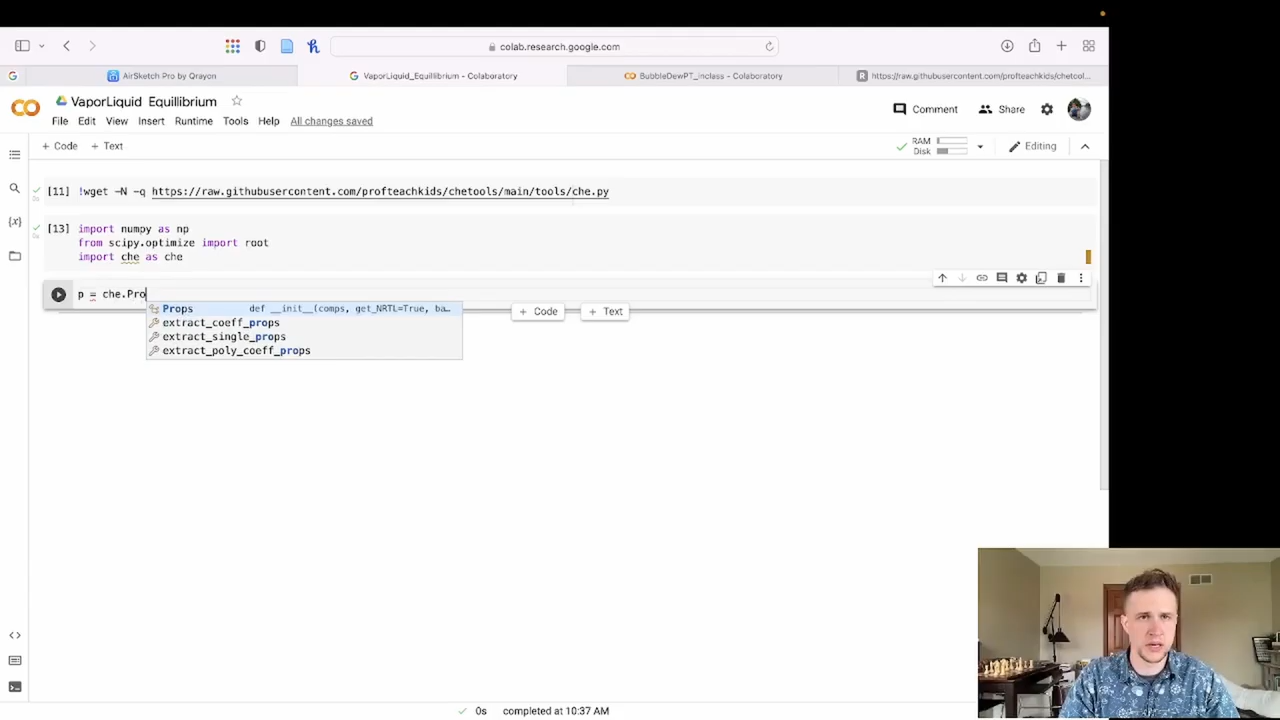 colab.research.google.com
G
AirSketch Pro by Qrayon
VaporLiquid_Equillibrium - Colaboratory
BubbleDewPT_inclass - Colaboratory
R https://raw.githubusercontent.com/profteachkids/chetool...
VaporLiquid Equillibrium
File Edit View Insert Runtime Tools Help All changes saved
Comment Share
+ Code + Text
RAM
Disk
Editing
[11] !wget -N -q https://raw.githubusercontent.com/profteachkids/chetools/main/tools/che.py
[13] import numpy as np
from scipy.optimize import root
import che as che
p = che.Pro
Props def __init__(comps, get_NRTL=True, ba...
extract_coeff_props
extract_single_props
extract_poly_coeff_props
+ Code + Text
0s completed at 10:37 AM